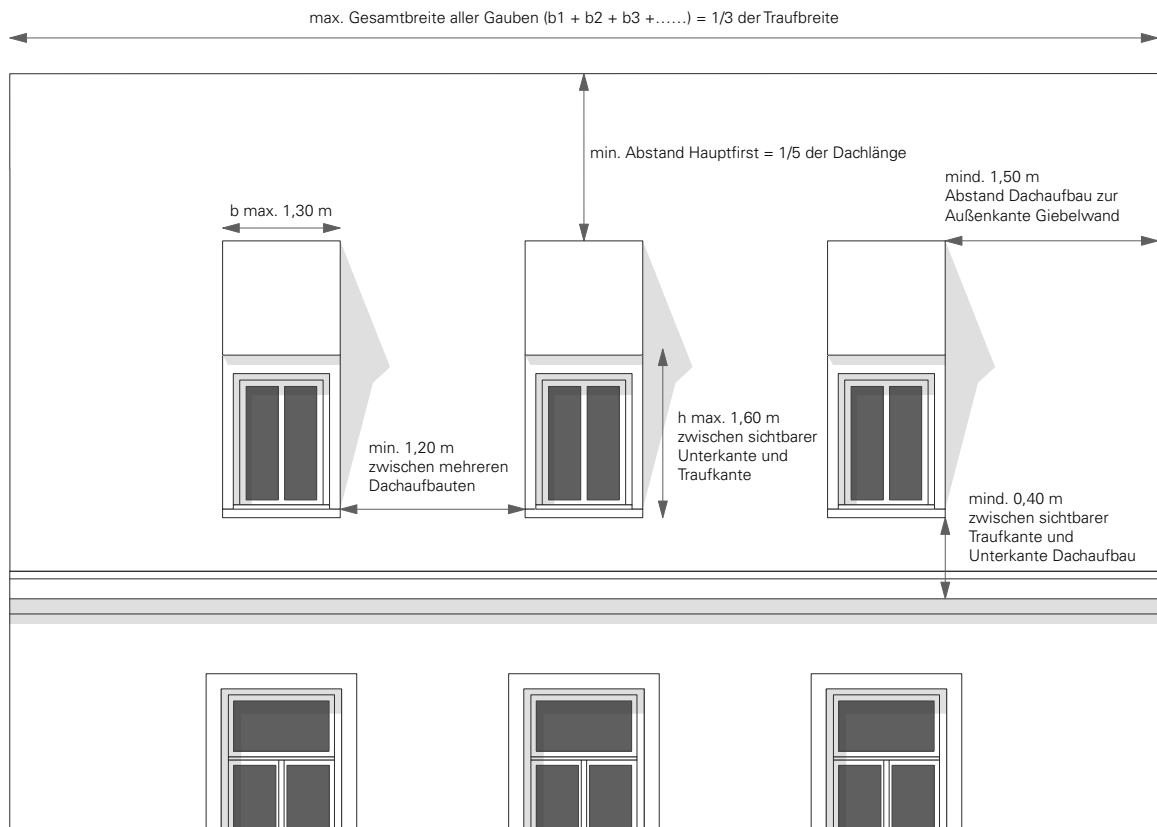 max. Gesamtbreite aller Gauben (b1 + b2 + b3 +......) = 1/3 der Traufbreite
min. Abstand Hauptfirst = 1/5 der Dachlänge
mind. 1,50 m
Abstand Dachaufbau zur
Außenkante Giebelwand
b max. 1,30 m
h max. 1,60 m
zwischen sichtbarer
Unterkante und
Traufkante
min. 1,20 m
zwischen mehreren
Dachaufbauten
mind. 0,40 m
zwischen sichtbarer
Traufkante und
Unterkante Dachaufbau